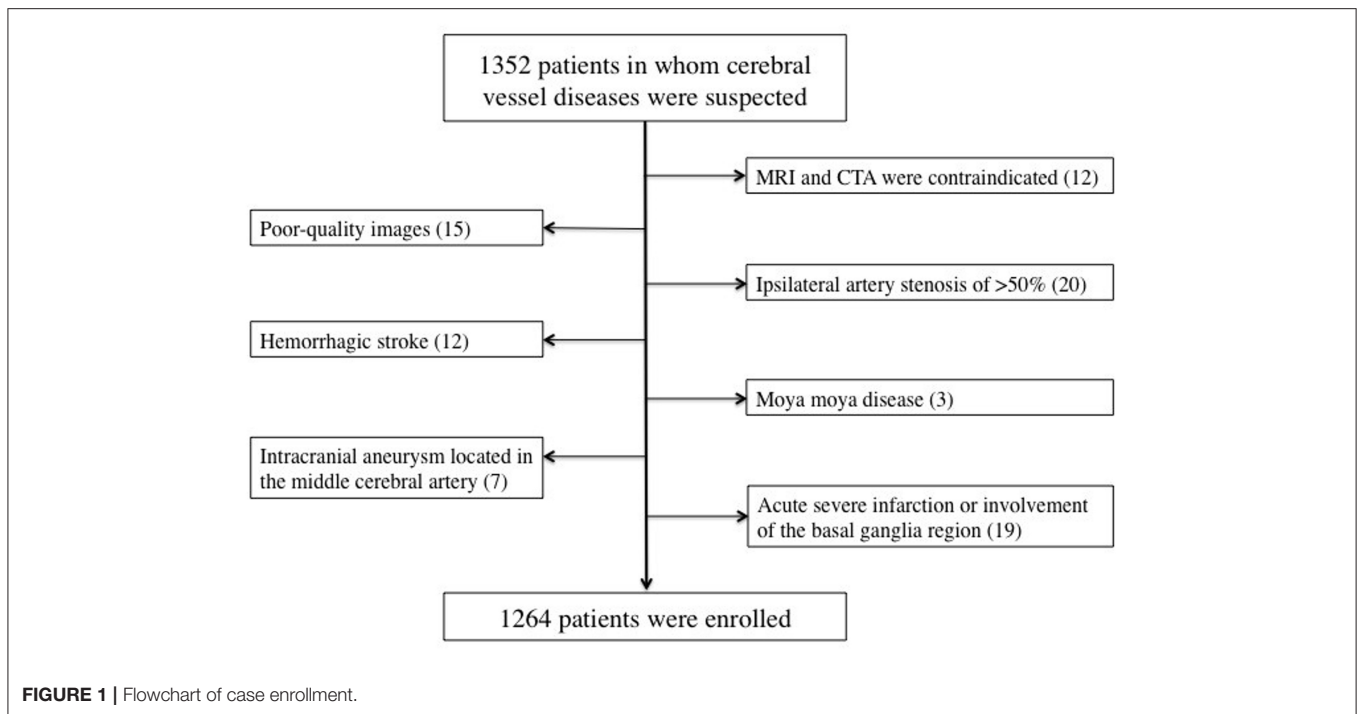 1352 patients in whom cerebral
vessel diseases were suspected
MRI and CTA were contraindicated (12)
Poor-quality images (15)
Ipsilateral artery stenosis of >50% (20)
Hemorrhagic stroke (12)
Moya moya disease (3)
Intracranial aneurysm located in
the middle cerebral artery (7)
Acute severe infarction or involvement
of the basal ganglia region (19)
1264 patients were enrolled
FIGURE 1 | Flowchart of case enrollment.